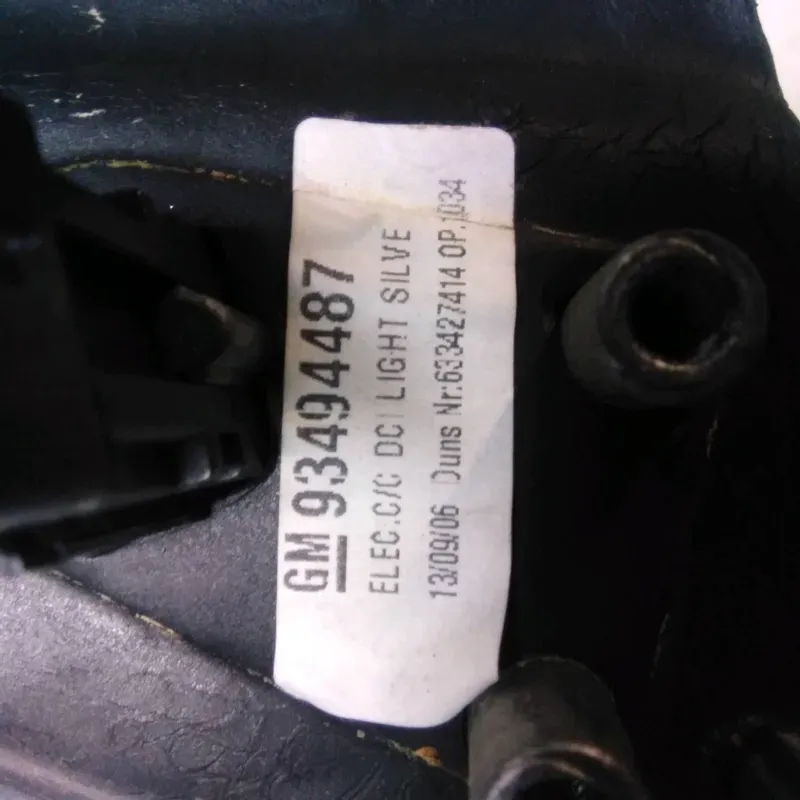 GM 93494487
ELEC.C/C DCI LIGHT SILVE
13/09/06 Duns Nr:633427414 OP.1034